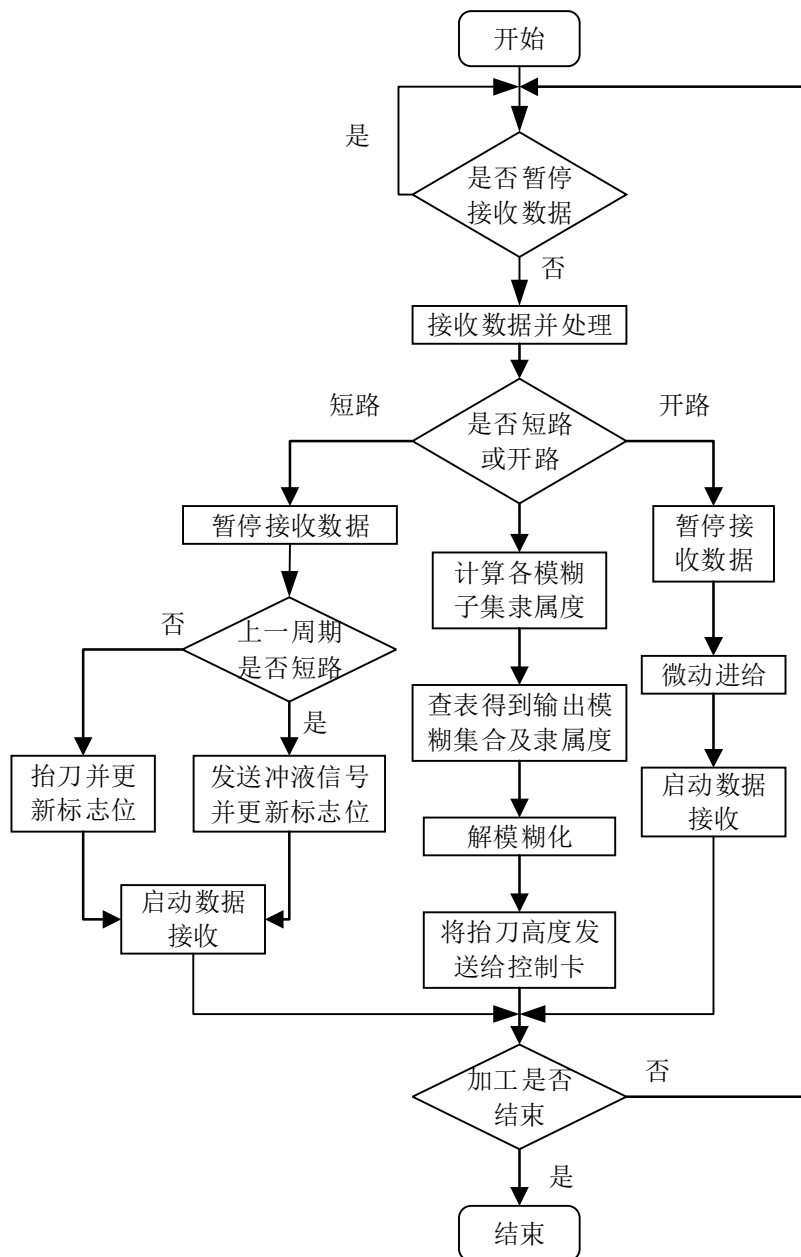 开始
是
是否暂停
接收数据
否
接收数据并处理
短路
开路
是否短路
或开路
暂停接收数据
暂停接
收数据
计算各模糊
子集隶属度
否
上一周期
是否短路
微动进给
是
查表得到输出模
糊集合及隶属度
抬刀并更
新标志位
发送冲液信号
并更新标志位
启动数据
接收
解模糊化
启动数据
接收
将抬刀高度发
送给控制卡
加工是否
结束
否
是
结束